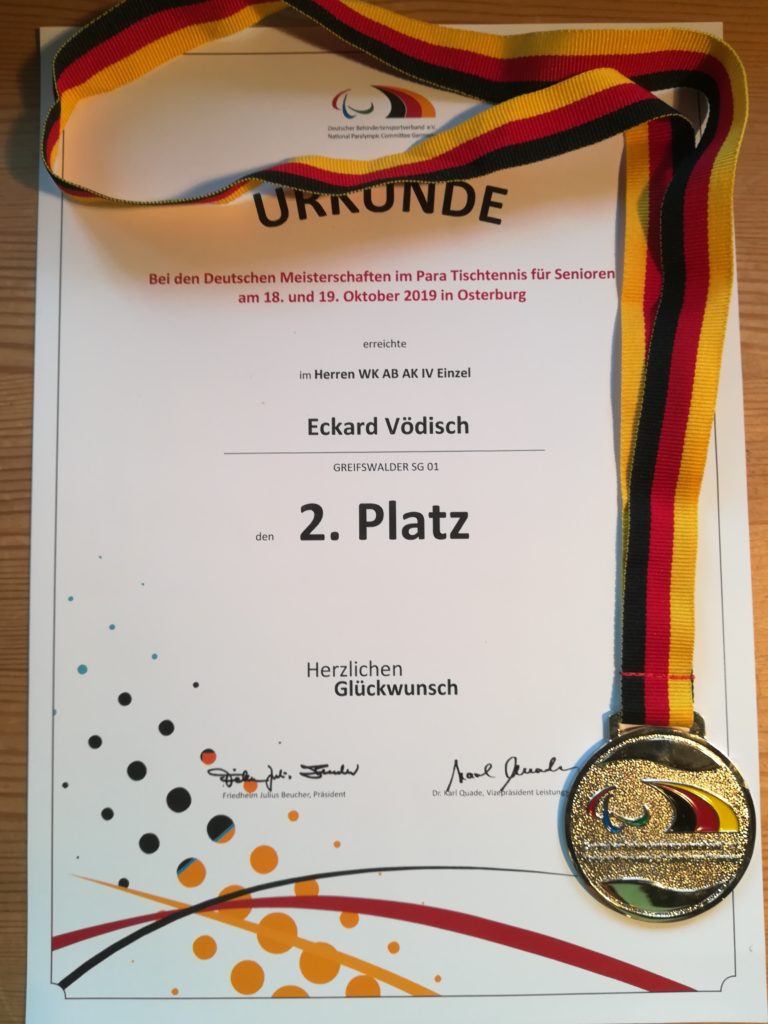 Deutscher Behindertensportverband e.V.
National Paralympic Committee
URKUNDE
Bei den Deutschen Meisterschaften im Para Tischtennis für Senioren
am 18. und 19. Oktober 2019 in Osterburg
erreichte
im Herren WK AB AK IV Einzel
Eckard Vödisch
GREIFSWALDER SG 01
den 2. Platz
Herzlichen
Glückwunsch
Friedhelm Julius Beucher, Präsident
Dr. Karl Quade, Vizepräsident